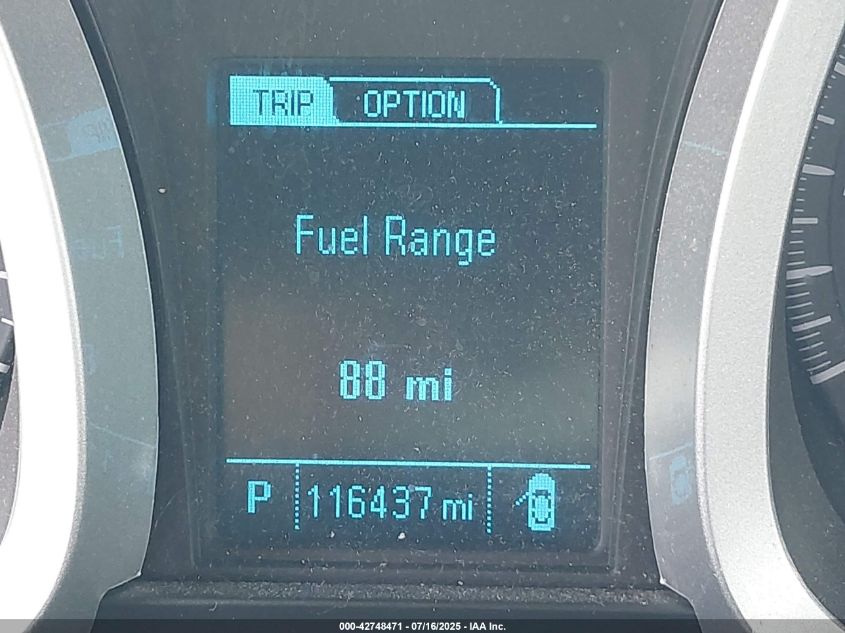 TRIP OPTION
Fuel Range
88 mi
P 116437 mi
000-42748471 - 07/16/2025 - IAA Inc.